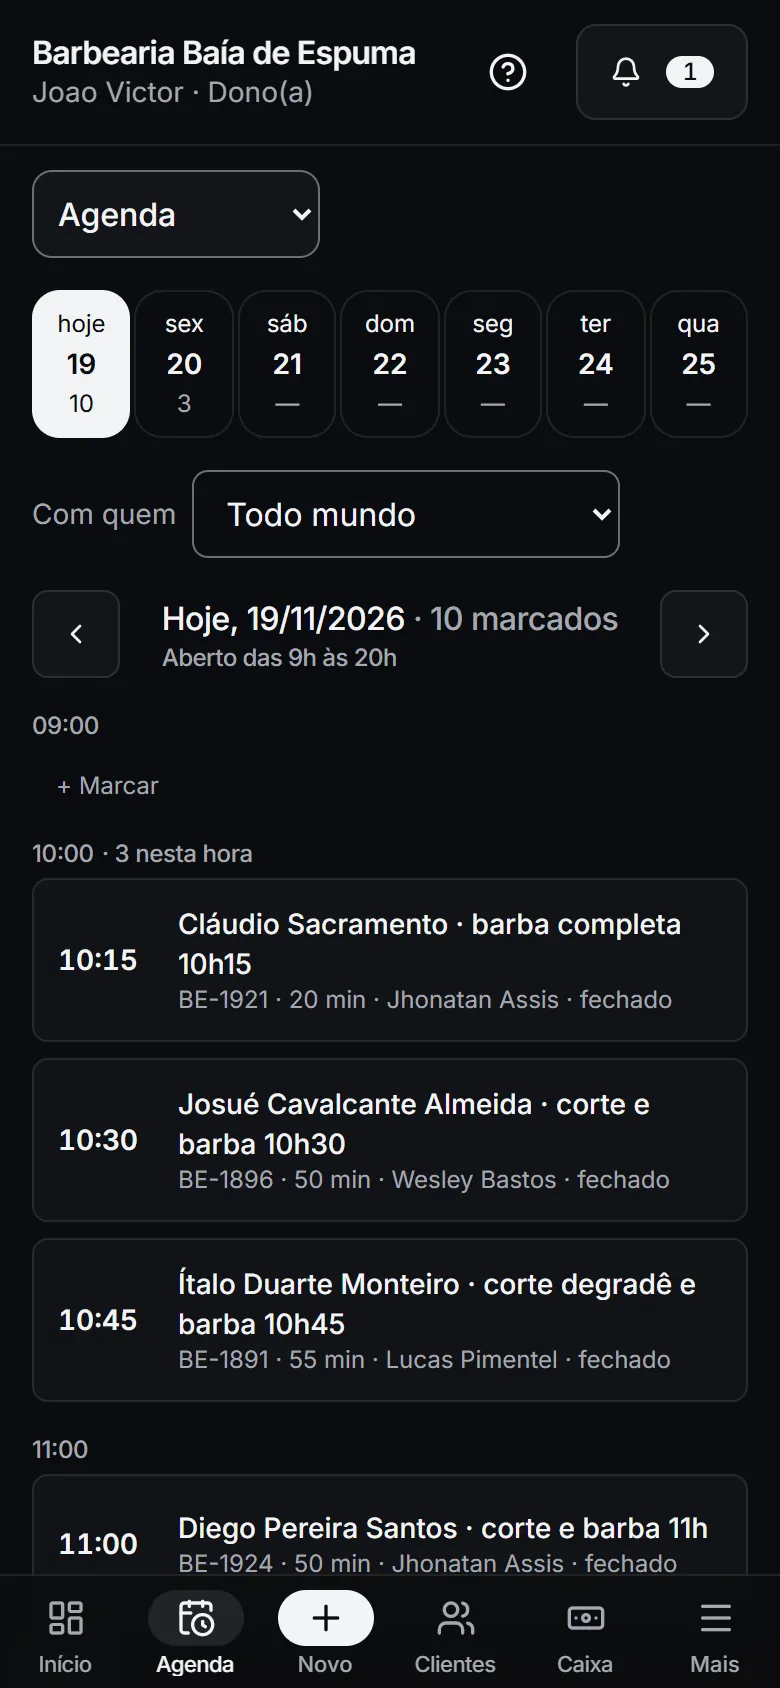 Barbearia Baía de Espuma
Joao Victor · Dono(a)
1
Agenda
hoje
19
10
sex
20
3
sáb
21
—
dom
22
—
seg
23
—
ter
24
—
qua
25
—
Com quem
Todo mundo
Hoje, 19/11/2026 · 10 marcados
Aberto das 9h às 20h
09:00
+ Marcar
10:00 · 3 nesta hora
10:15
Cláudio Sacramento · barba completa
10h15
BE-1921 · 20 min · Jhonatan Assis · fechado
10:30
Josué Cavalcante Almeida · corte e
barba 10h30
BE-1896 · 50 min · Wesley Bastos · fechado
10:45
Ítalo Duarte Monteiro · corte degradê e
barba 10h45
BE-1891 · 55 min · Lucas Pimentel · fechado
11:00
11:00
Diego Pereira Santos · corte e barba 11h
BE-1924 · 50 min · Jhonatan Assis · fechado
Início
Agenda
Novo
Clientes
Caixa
Mais